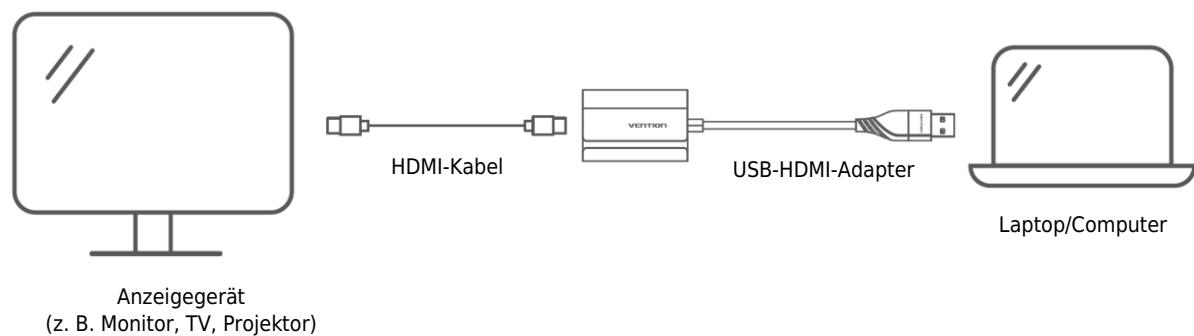 VENTION
HDMI-Kabel
USB-HDMI-Adapter
Laptop/Computer
Anzeigegerät
(z. B. Monitor, TV, Projektor)